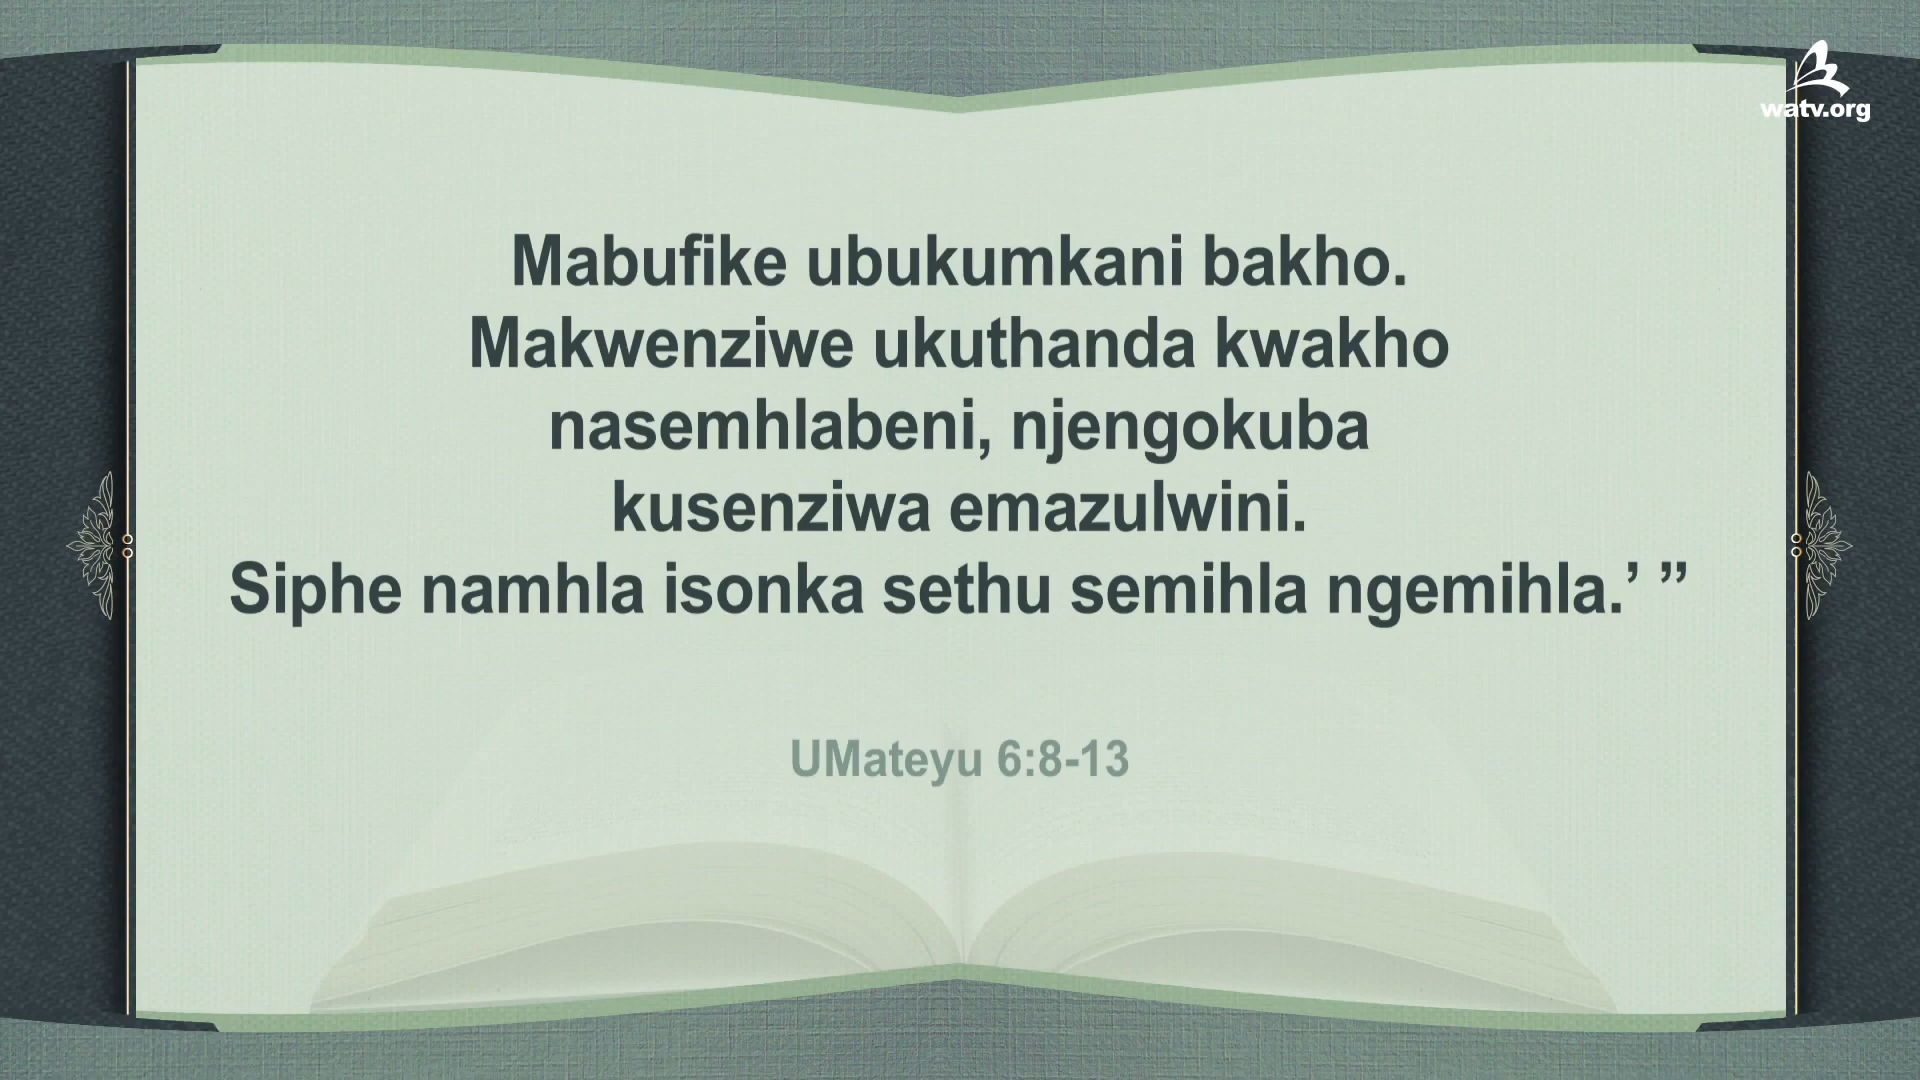 watv.org
Mabufike ubukumkani bakho.
Makwenziwe ukuthanda kwakho
nasemhlabeni, njengokuba
kusenziwa emazulwini.
Siphe namhla isonka sethu semihla ngemihla.’ ”
UMateyu 6:8-13